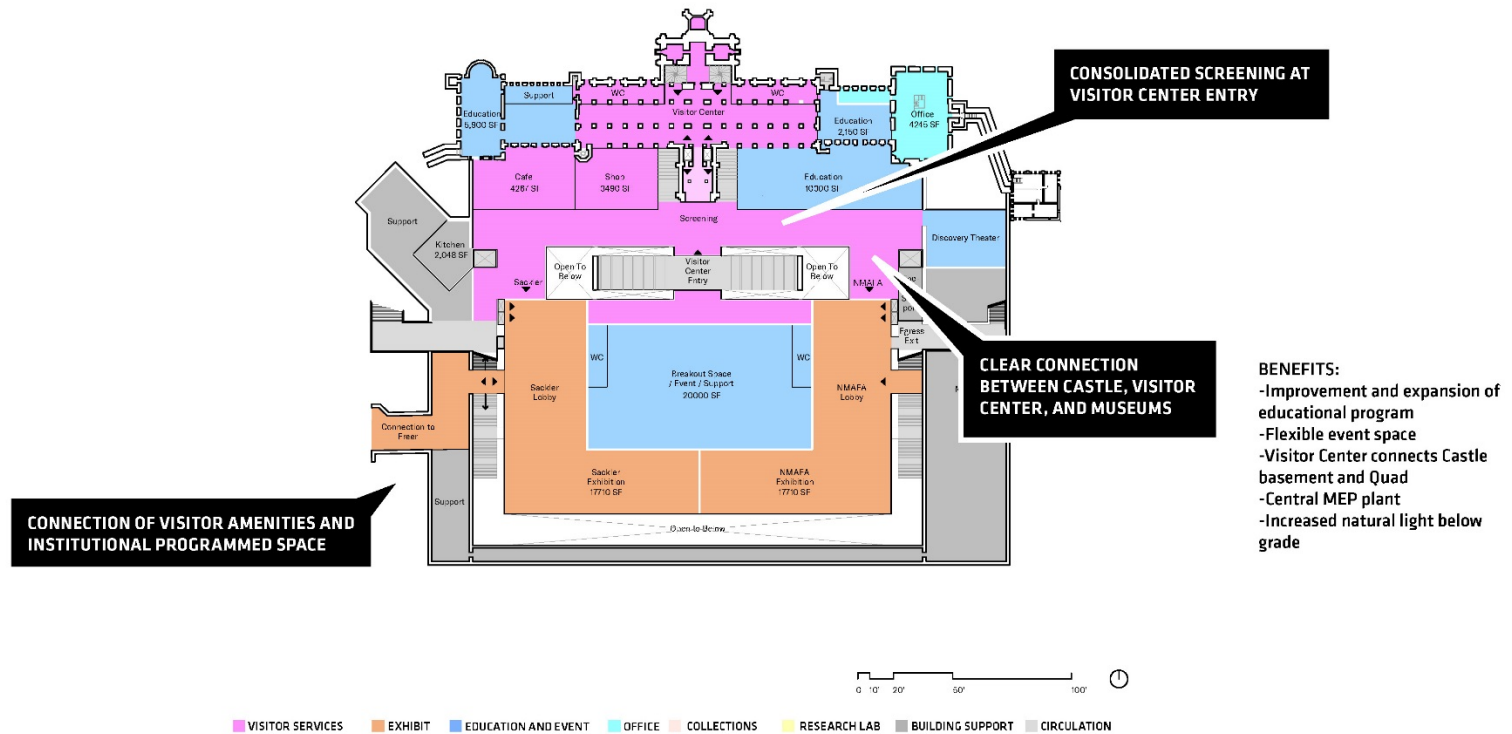 CONSOLIDATED SCREENING AT
VISITOR CENTER ENTRY
Support
WC
WC
Education
5,900 SF
Visitor Center
Education
2,150 SF
Office
4245 SF
Cafe
4267 SF
Shop
3490 SF
Education
10000 SF
Support
Screening
Kitchen
2,048 SF
Discovery Theater
Open To
Below
Visitor
Center
Entry
Open To
Below
Sackler
NMAFA
Egress
Exit
WC
WC
Breakout Space
/ Event / Support
20000 SF
Sackler
Lobby
NMAFA
Lobby
CLEAR CONNECTION
BETWEEN CASTLE, VISITOR
CENTER, AND MUSEUMS
Connection to
Freer
Sackler
Exhibition
17710 SF
NMAFA
Exhibition
17710 SF
Support
Open to Below
CONNECTION OF VISITOR AMENITIES AND
INSTITUTIONAL PROGRAMMED SPACE
BENEFITS:
-Improvement and expansion of
educational program
-Flexible event space
-Visitor Center connects Castle
basement and Quad
-Central MEP plant
-Increased natural light below
grade
0 10' 20' 50' 100'
VISITOR SERVICES EXHIBIT EDUCATION AND EVENT OFFICE COLLECTIONS RESEARCH LAB BUILDING SUPPORT CIRCULATION